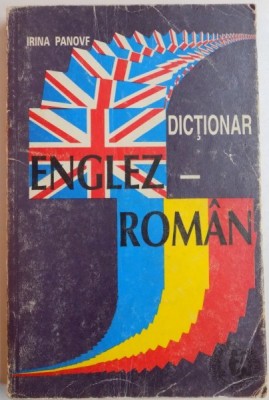 IRINA PANOVF
DICȚIONAR
ENGLEZ –
ROMÂN